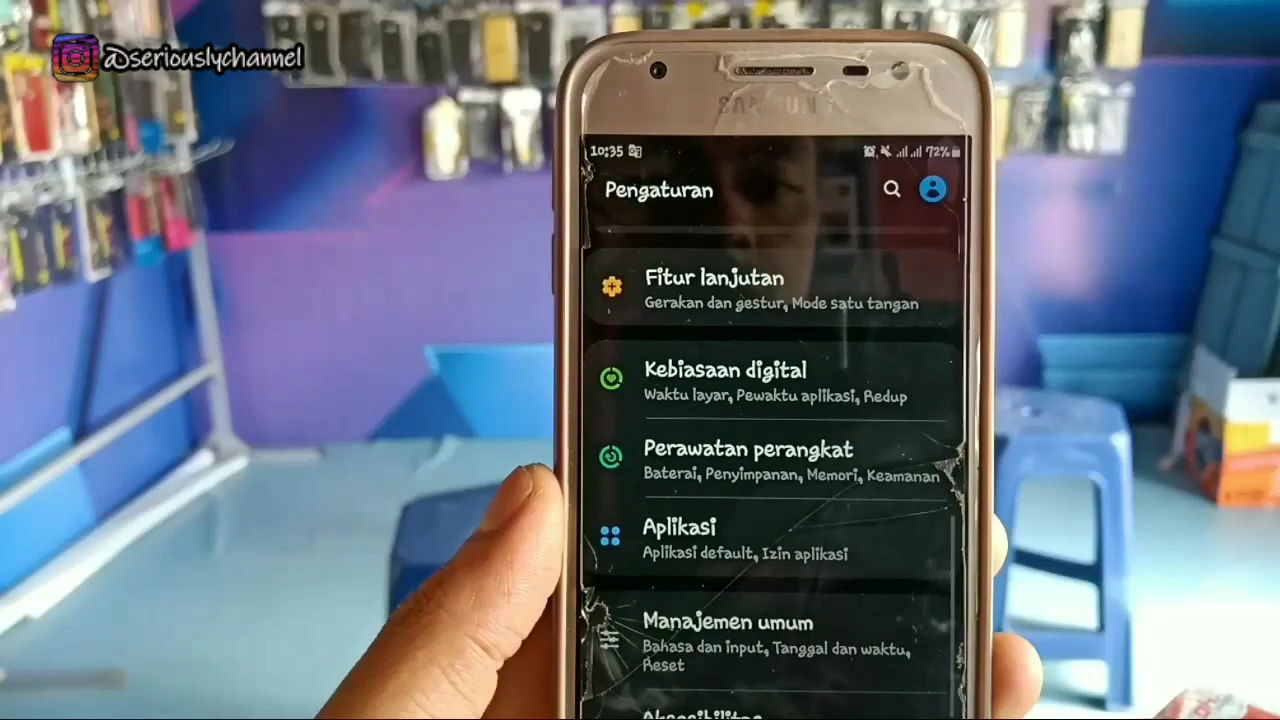 @seriouslychannel
SAMSUNG
10:35
72%
Pengaturan
Fitur lanjutan
Gerakan dan gestur, Mode satu tangan
Kebiasaan digital
Waktu layar, Pewaktu aplikasi, Redup
Perawatan perangkat
Baterai, Penyimpanan, Memori, Keamanan
Aplikasi
Aplikasi default, Izin aplikasi
Manajemen umum
Bahasa dan input, Tanggal dan waktu,
Reset
Aksesibilitas